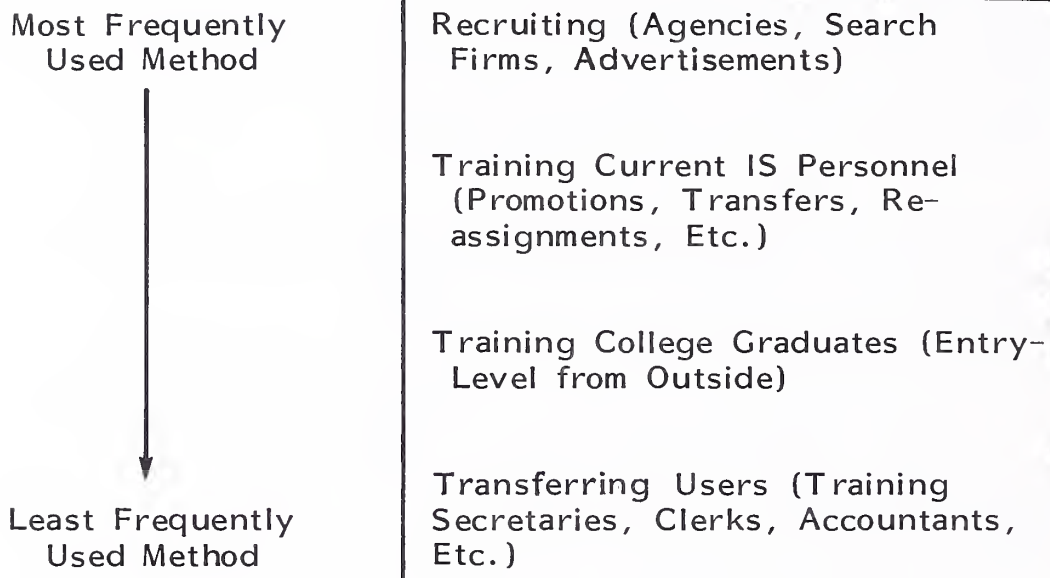 Most Frequently
Used Method
Recruiting (Agencies, Search
Firms, Advertisements)
Training Current IS Personnel
(Promotions, Transfers, Re-
assignments, Etc.)
Training College Graduates (Entry-
Level from Outside)
Transferring Users (Training
Secretaries, Clerks, Accountants,
Etc.)
Least Frequently
Used Method